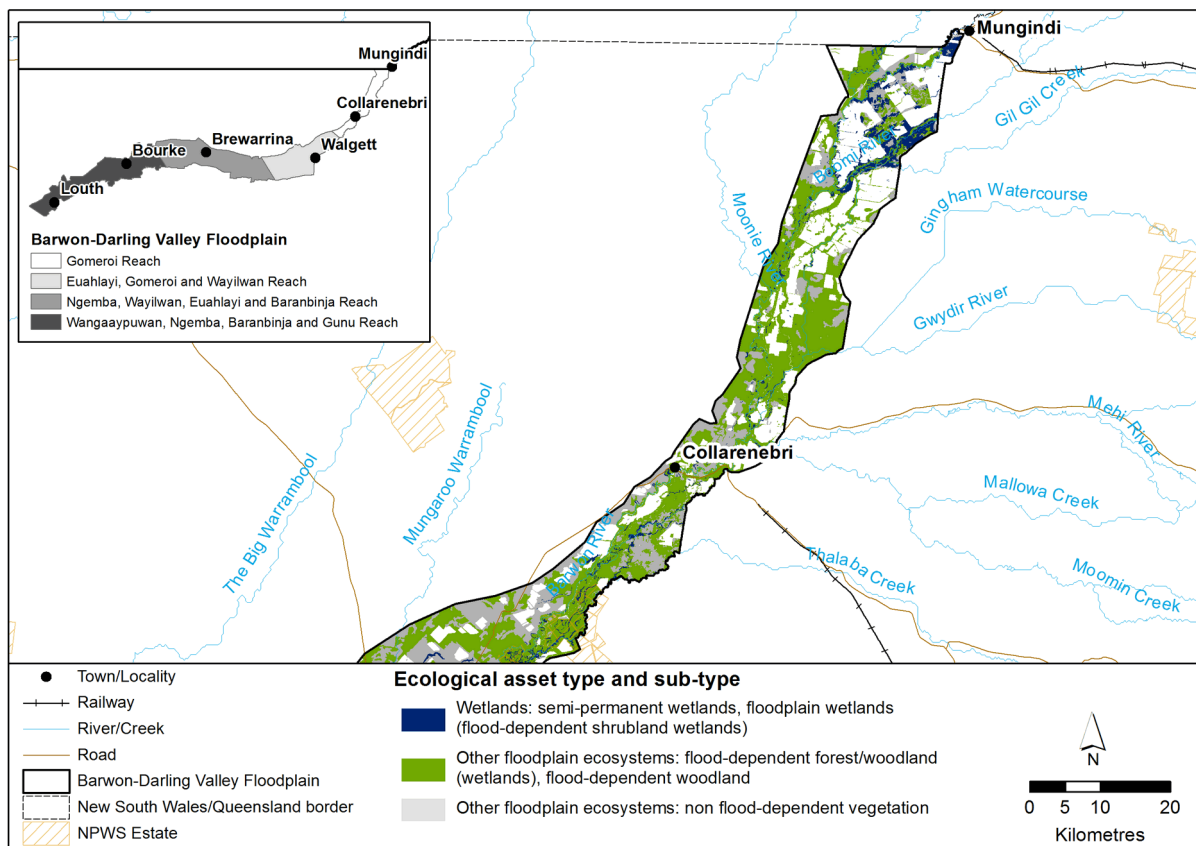 Mungindi
Collarenebri
Brewarrina
Walgett
Bourke
Louth
Barwon-Darling Valley Floodplain
Gomeroi Reach
Euahlayi, Gomeroi and Wayilwan Reach
Ngemba, Wayilwan, Euahlayi and Baranbinja Reach
Wangaaypuwan, Ngemba, Baranbinja and Gunu Reach
Mungindi
Gil Gil Creek
Boomi River
Gingham Watercourse
Moonie River
Gwydir River
Mehi River
Collarenebri
Mallowa Creek
Mungaroo Warrambool
The Big Warrambool
Barwon River
Thalaba Creek
Moomin Creek
Town/Locality
Railway
River/Creek
Road
Barwon-Darling Valley Floodplain
New South Wales/Queensland border
NPWS Estate
Ecological asset type and sub-type
Wetlands: semi-permanent wetlands, floodplain wetlands
(flood-dependent shrubland wetlands)
Other floodplain ecosystems: flood-dependent forest/woodland
(wetlands), flood-dependent woodland
Other floodplain ecosystems: non flood-dependent vegetation
N
0 5 10 20
Kilometres